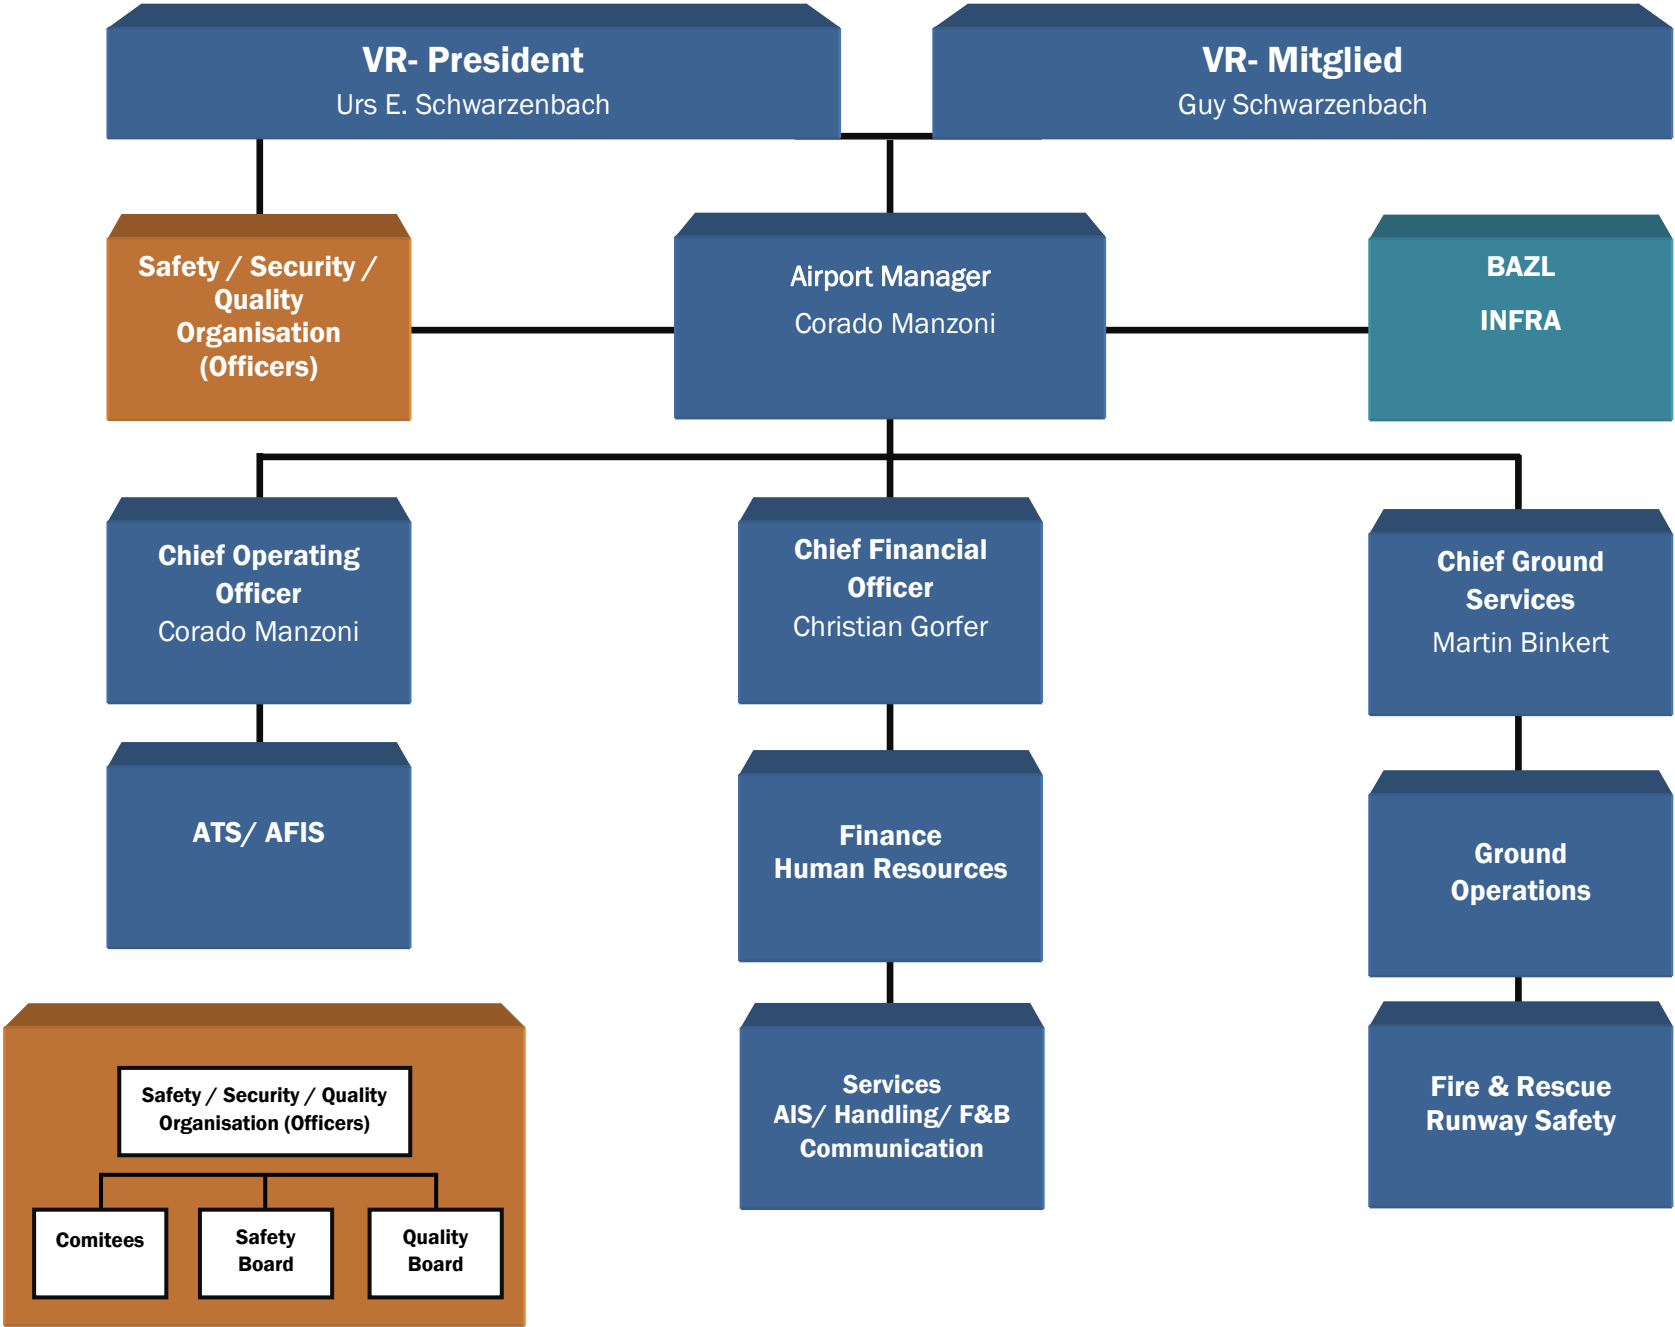 VR- President
Urs E. Schwarzenbach
VR- Mitglied
Guy Schwarzenbach
Safety / Security /
Quality
Organisation
(Officers)
Airport Manager
Corado Manzoni
BAZL
INFRA
Chief Operating
Officer
Corado Manzoni
Chief Financial
Officer
Christian Gorfer
Chief Ground
Services
Martin Binkert
ATS/ AFIS
Finance
Human Resources
Ground
Operations
Safety / Security / Quality
Organisation (Officers)
Comitees
Safety
Board
Quality
Board
Services
AIS/ Handling/ F&B
Communication
Fire & Rescue
Runway Safety